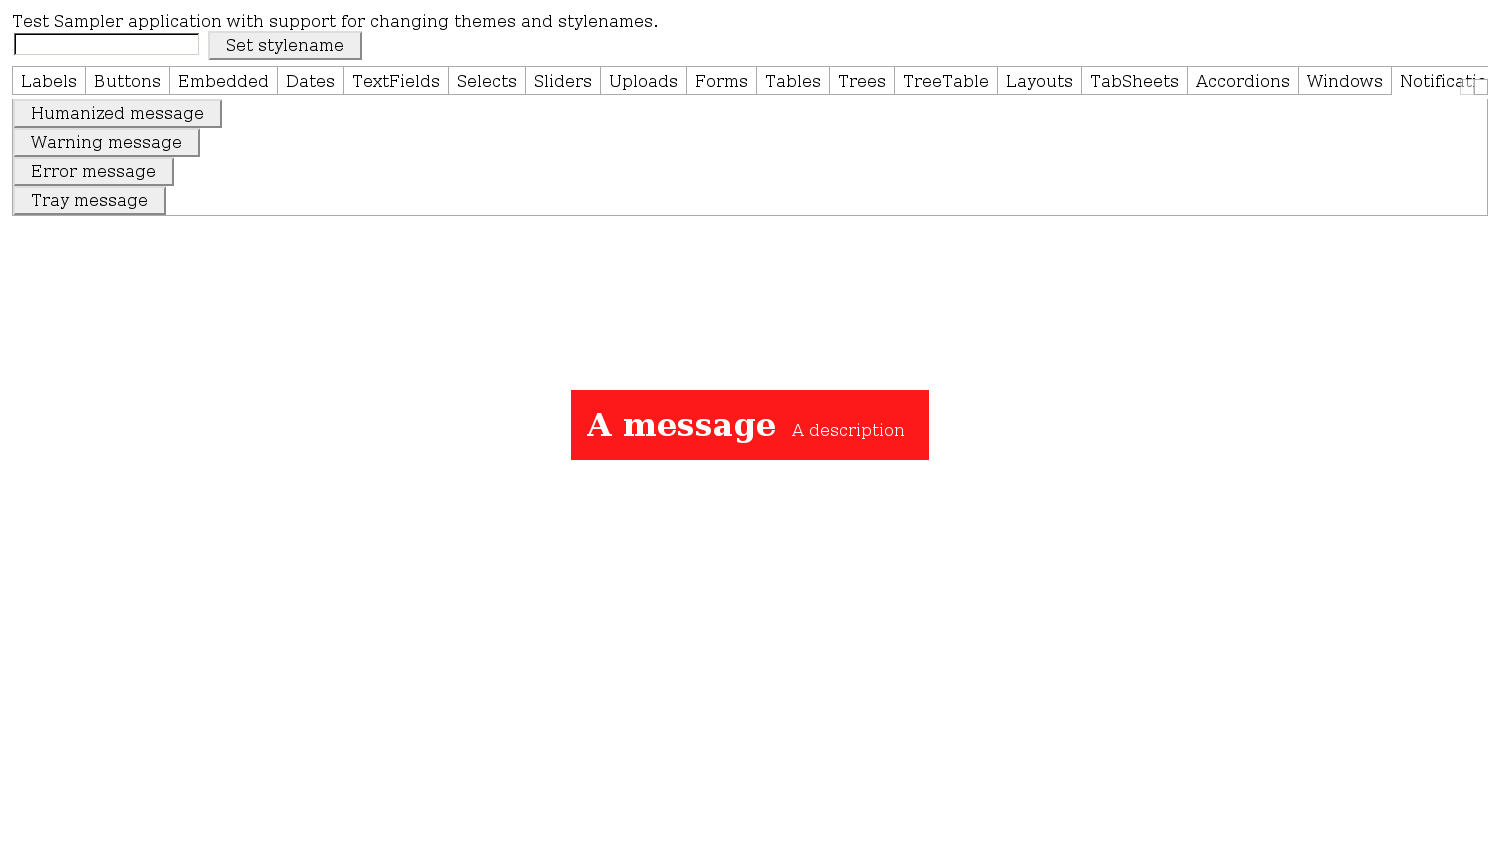 Test Sampler application with support for changing themes and stylenames.
Set stylename
Labels Buttons Embedded Dates TextFields Selects Sliders Uploads Forms Tables Trees TreeTable Layouts TabSheets Accordions Windows
Humanized message
Warning message
Error message
Tray message
A message A description